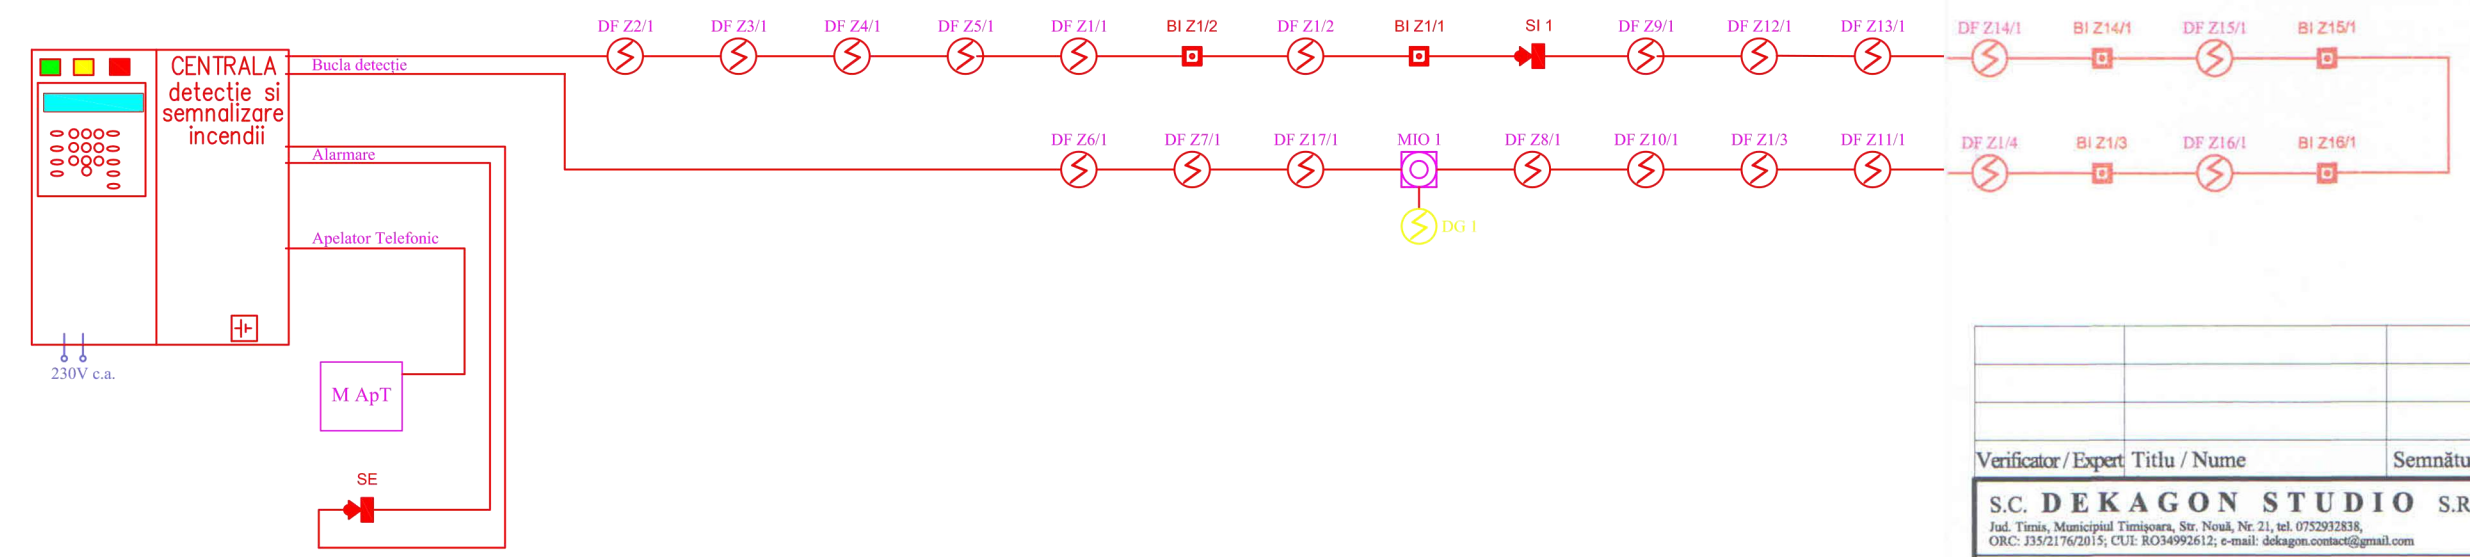 DF Z2/1 DF Z3/1 DF Z4/1 DF Z5/1 DF Z1/1 BI Z1/2 DF Z1/2 BI Z1/1 SI 1 DF Z9/1 DF Z12/1 DF Z13/1 DF Z14/1 BI Z14/1 DF Z15/1 BI Z15/1
CENTRALA
detectie si
semnalizare
incendii
Bucla detecție
DF Z6/1 DF Z7/1 DF Z17/1 MIO 1 DF Z8/1 DF Z10/1 DF Z1/3 DF Z11/1 DF Z1/4 BI Z1/3 DF Z16/1 BI Z16/1
Alarmare
DG 1
Apelator Telefonic
230V c.a.
M ApT
SE
Verificator / Expert Titlu / Nume Semnătu
S.C. DEKAGON STUDIO S.R
Jud. Timis, Municipiul Timişoara, Str. Nouă, Nr. 21, tel. 0752932838,
ORC: J35/2176/2015; CUI: RO34992612; e-mail: dekagon.contact@gmail.com